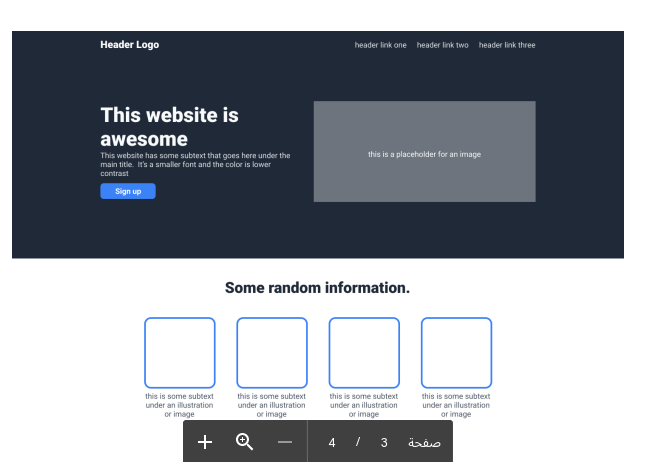 Header Logo
header link one header link two header link three
This website is
awesome
This website has some subtext that goes here under the
main title. It's a smaller font and the color is lower
contrast
Sign up
this is a placeholder for an image
Some random information.
this is some subtext
under an illustration
or image
this is some subtext
under an illustration
or image
this is some subtext
under an illustration
or image
this is some subtext
under an illustration
or image
صفحة 3 / 4